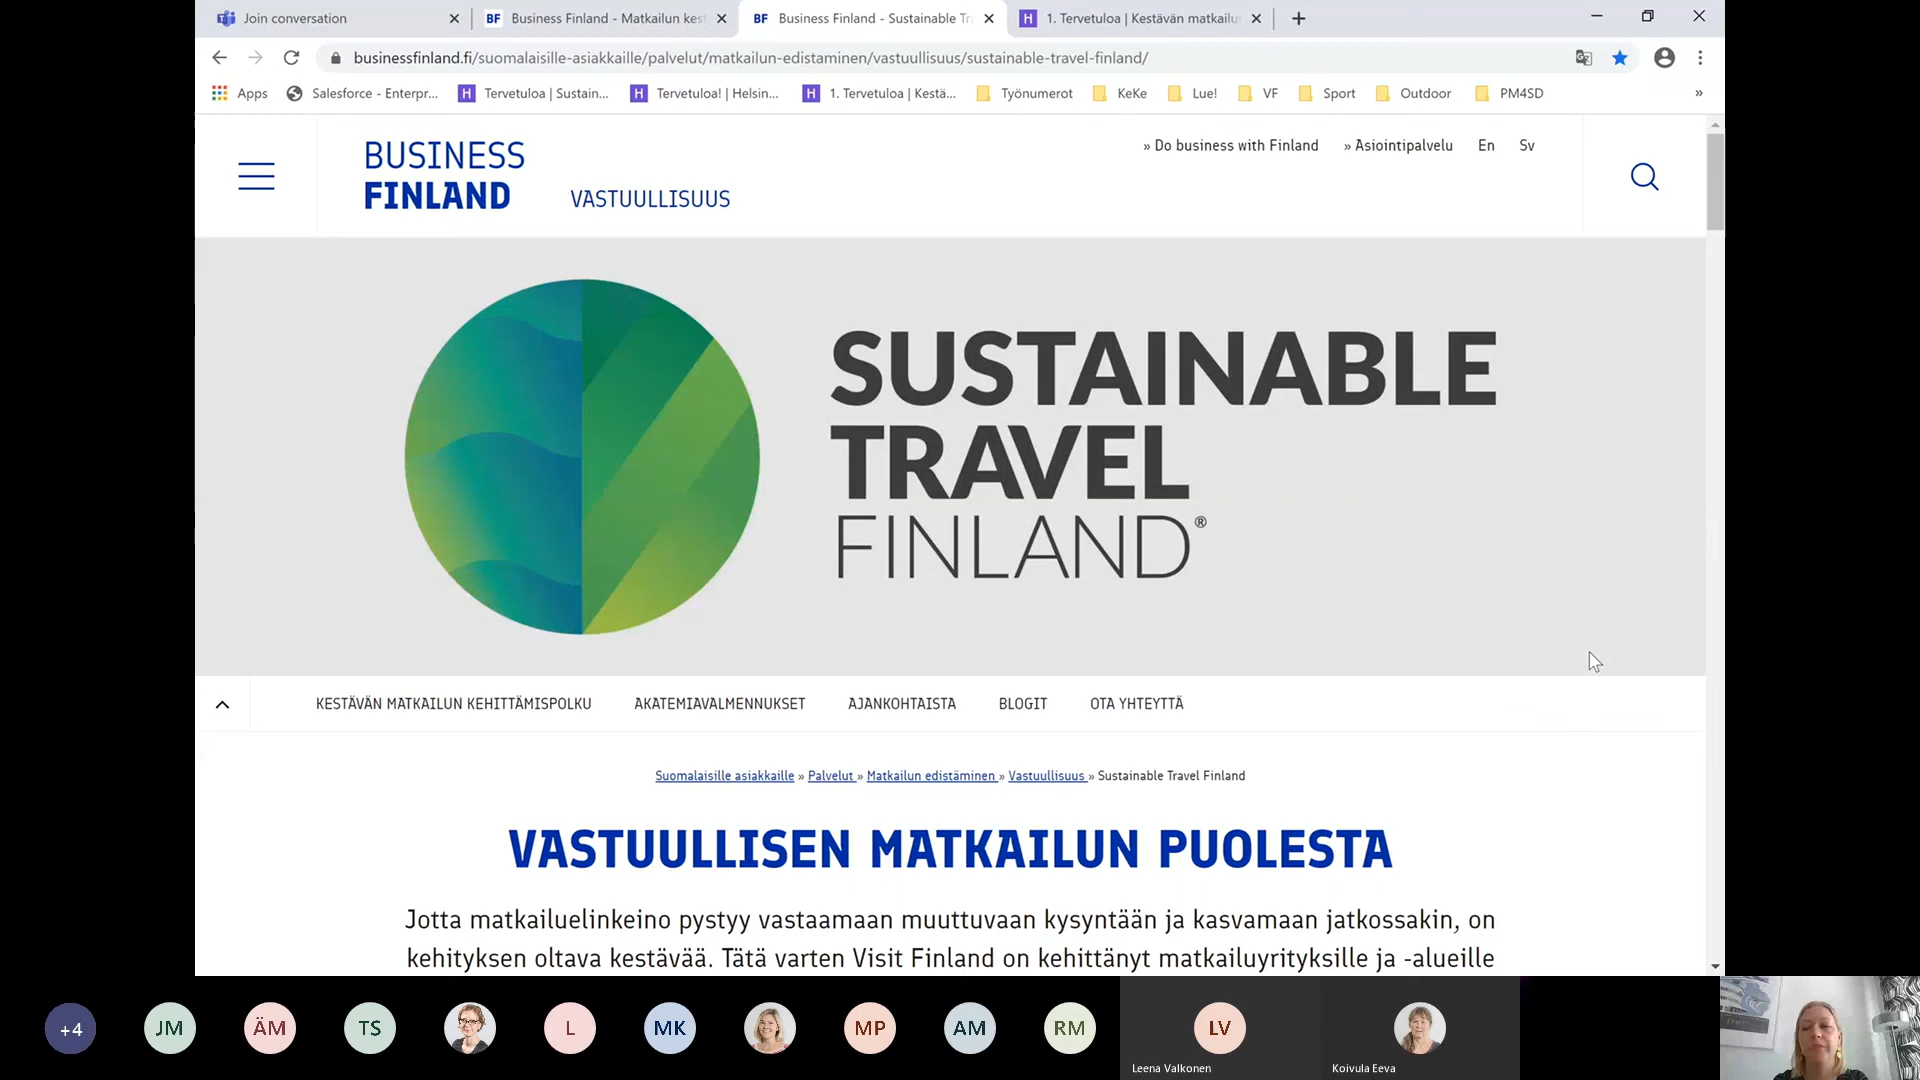 Join conversation
BF Business Finland - Matkailun kest
BF Business Finland - Sustainable Tr
H 1. Tervetuloa | Kestävän matkailu
businessfinland.fi/suomalaisille-asiakkaille/palvelut/matkailun-edistaminen/vastuullisuus/sustainable-travel-finland/
Apps Salesforce - Enterpr... H Tervetuloa | Sustain... H Tervetuloa! | Helsin... H 1. Tervetuloa | Kestä... Työnumerot KeKe Lue! VF Sport Outdoor PM4SD »
BUSINESS
FINLAND
VASTUULLISUUS
» Do business with Finland » Asiointipalvelu En Sv
SUSTAINABLE
TRAVEL
FINLAND®
KESTÄVÄN MATKAILUN KEHITTÄMISPOLKU AKATEMIAVALMENNUKSET AJANKOHTAISTA BLOGIT OTA YHTEYTTÄ
Suomalaisille asiakkaille » Palvelut » Matkailun edistäminen » Vastuullisuus » Sustainable Travel Finland
VASTUULLISEN MATKAILUN PUOLESTA
Jotta matkailuelinkeino pystyy vastaamaan muuttuvaan kysyntään ja kasvamaan jatkossakin, on
kehityksen oltava kestävää. Tätä varten Visit Finland on kehittänyt matkailuyrityksille ja -alueille
+4 JM ÄM TS L MK MP AM RM LV
Leena Valkonen Koivula Eeva